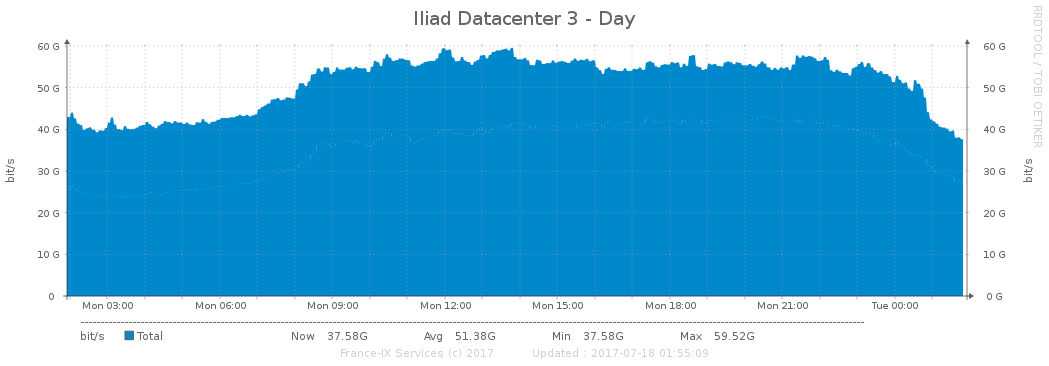 Iliad Datacenter 3 - Day
RRDTOOL / TOBI OETIKER
60 G 60 G
50 G 50 G
40 G 40 G
30 G 30 G
20 G 20 G
10 G 10 G
0 0 G
bit/s bit/s
Mon 03:00 Mon 06:00 Mon 09:00 Mon 12:00 Mon 15:00 Mon 18:00 Mon 21:00 Tue 00:00
bit/s Total Now 37.58G Avg 51.38G Min 37.58G Max 59.52G
France-IX Services (c) 2017 Updated : 2017-07-18 01:55:09